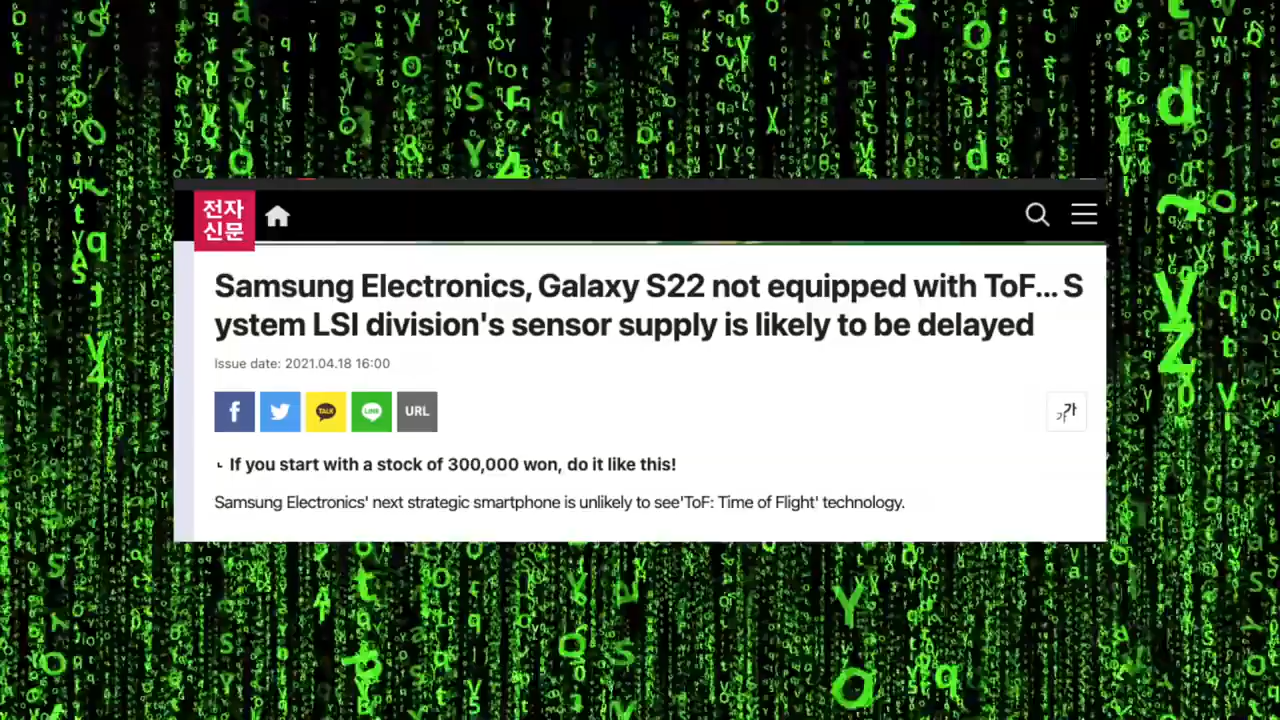 전자
신문
Samsung Electronics, Galaxy S22 not equipped with ToF... S
ystem LSI division's sensor supply is likely to be delayed
Issue date: 2021.04.18 16:00
f
TALK
LINE
URL
가가
If you start with a stock of 300,000 won, do it like this!
Samsung Electronics' next strategic smartphone is unlikely to see'ToF: Time of Flight' technology.